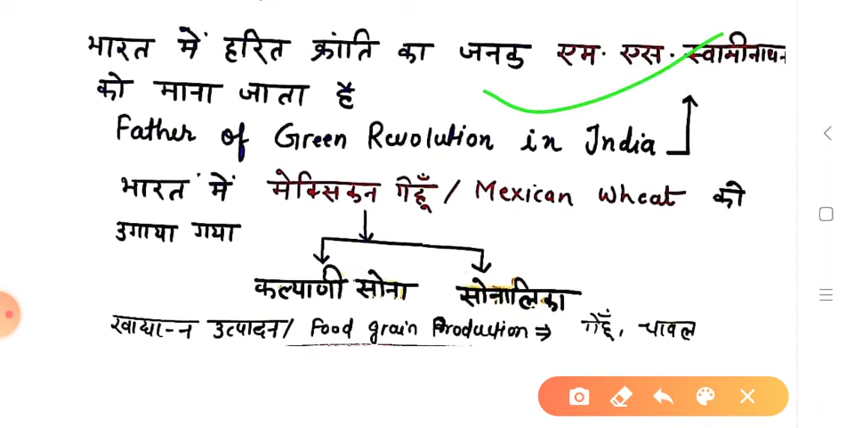 भारत में हरित क्रांति का जनक एम. एस. स्वामीनाथन
को माना जाता है
Father of Green Revolution in India
भारत में मेक्सिकन गेहूँ / Mexican Wheat को
उगाया गया
कल्याणी सोना सोनालिका
खाद्यान्न उत्पादन / Food grain Production ⇒ गेहूँ, चावल